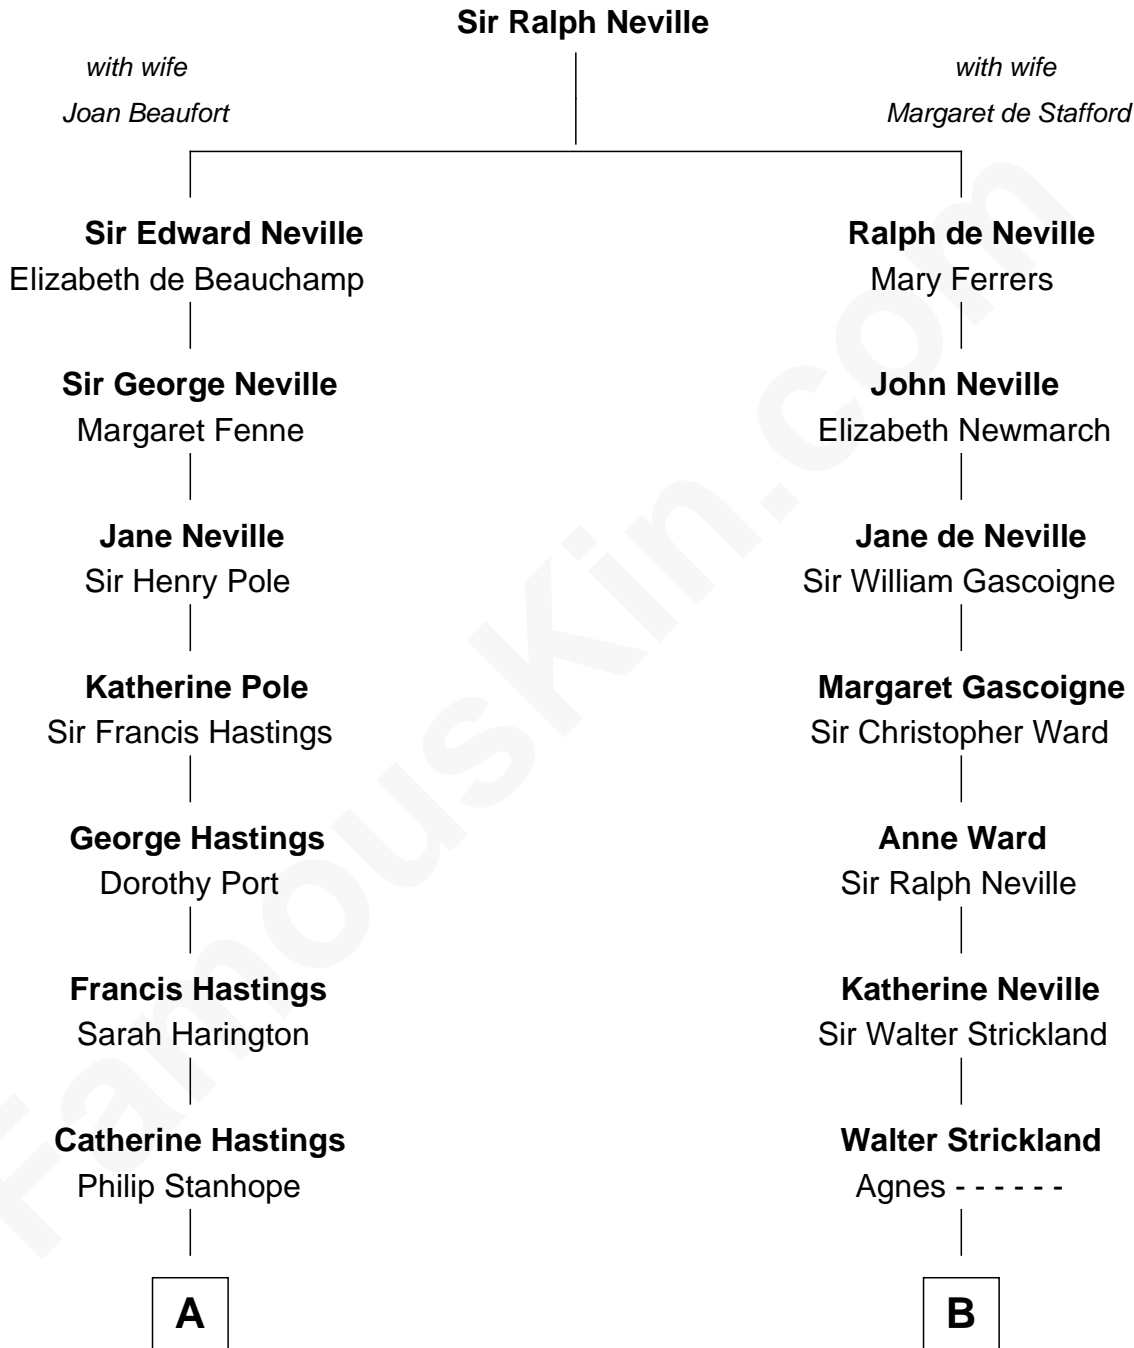 Sir Ralph Neville
with wife
Joan Beaufort
with wife
Margaret de Stafford
Sir Edward Neville
Elizabeth de Beauchamp
Sir George Neville
Margaret Fenne
Jane Neville
Sir Henry Pole
Katherine Pole
Sir Francis Hastings
George Hastings
Dorothy Port
Francis Hastings
Sarah Harington
Catherine Hastings
Philip Stanhope
A
Ralph de Neville
Mary Ferrers
John Neville
Elizabeth Newmarch
Jane de Neville
Sir William Gascoigne
Margaret Gascoigne
Sir Christopher Ward
Anne Ward
Sir Ralph Neville
Katherine Neville
Sir Walter Strickland
Walter Strickland
Agnes - - - - - -
B
FamousKin.com